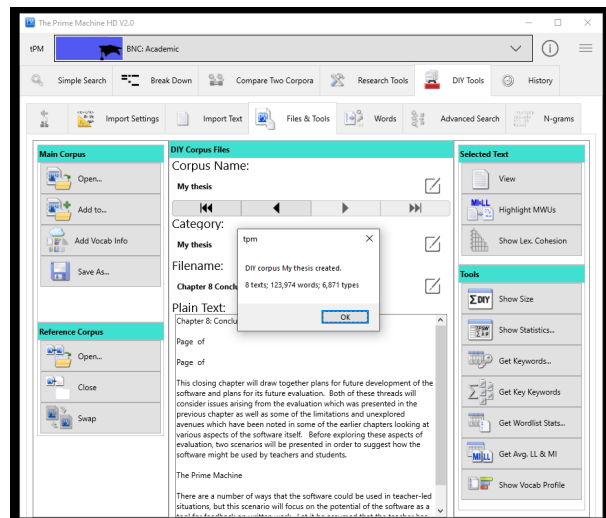 The Prime Machine HD V2.0
tPM
BNC: Academic
Simple Search
Break Down
Compare Two Corpora
Research Tools
DIY Tools
History
Import Settings
Import Text
Files & Tools
Words
Advanced Search
N-grams
Main Corpus
Open...
Add to...
Add Vocab Info
Save As...
Reference Corpus
Open...
Close
Swap
DIY Corpus Files
Corpus Name:
My thesis
Category:
My thesis
Filename:
Chapter 8 Conclu
Plain Text:
Chapter 8: Conclu
Page of
Page of
This closing chapter will draw together plans for future development of the
software and plans for its future evaluation. Both of these threads will
consider issues arising from the evaluation which was presented in the
previous chapter as well as some of the limitations and unexplored
avenues which have been noted in some of the earlier chapters looking at
various aspects of the software itself. Before exploring these aspects of
evaluation, two scenarios will be presented in order to suggest how the
software might be used by teachers and students.
The Prime Machine
There are a number of ways that the software could be used in teacher-led
situations, but this scenario will focus on the potential of the software as a
tpm
DIY corpus My thesis created.
8 texts; 123,974 words; 6,871 types
OK
Selected Text
View
Highlight MWUs
Show Lex. Cohesion
Tools
Show Size
Show Statistics...
Get Keywords...
Get Key Keywords
Get Wordlist Stats...
Get Avg. LL & MI
Show Vocab Profile